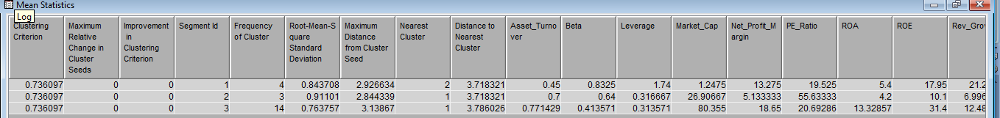 Mean Statistics
Log
Clustering Criterion	Maximum Relative Change in Cluster Seeds	Improvement in Clustering Criterion	Segment Id	Frequency of Cluster	Root-Mean-Square Standard Deviation	Maximum Distance from Cluster Seed	Nearest Cluster	Distance to Nearest Cluster	Asset_Turnover	Beta	Leverage	Market_Cap	Net_Profit_Margin	PE_Ratio	ROA	ROE	Rev_Grov
0.736097	0	0	1	4	0.843708	2.926634	2	3.718321	0.45	0.8325	1.74	1.2475	13.275	19.525	5.4	17.95	21.2
0.736097	0	0	2	3	0.91101	2.844339	1	3.718321	0.7	0.64	0.316667	26.90667	5.133333	55.63333	4.2	10.1	6.996
0.736097	0	0	3	14	0.763757	3.13867	1	3.786026	0.771429	0.413571	0.313571	80.355	18.65	20.69286	13.32857	31.4	12.48